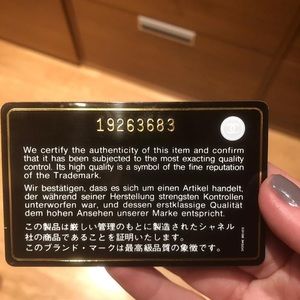 19263683
We certify the authenticity of this item and confirm
that it has been subjected to the most exacting quality
control. Its high quality is a symbol of the fine reputation
of the Trademark.
Wir bestätigen, dass es sich um einen Artikel handelt,
der während seiner Herstellung strengsten Kontrollen
unterworfen war, und dessen erstklassige Qualität
dem hohen Ansehen unserer Marke entspricht.
この製品は厳しい管理のもとに製造されたシャネル
社の商品であることを証明いたします。
このブランド・マークは最高級品質の象徴です。